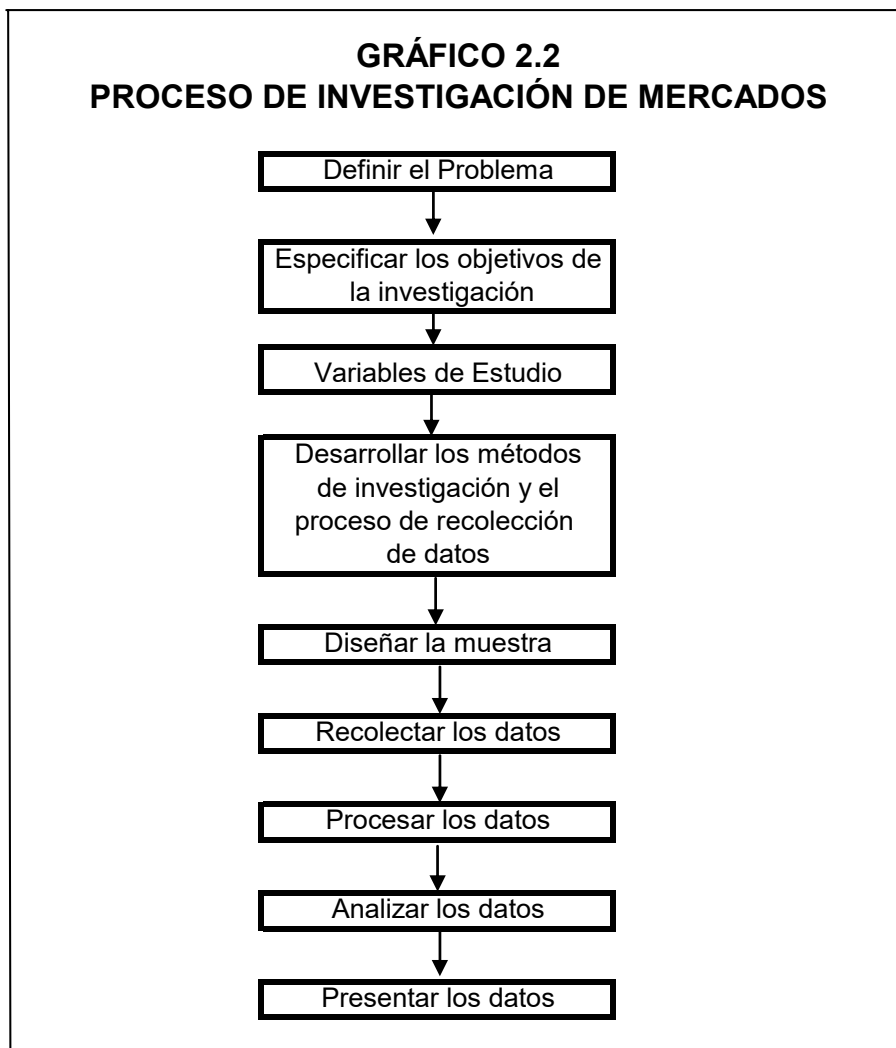 GRÁFICO 2.2
PROCESO DE INVESTIGACIÓN DE MERCADOS
Definir el Problema
Especificar los objetivos de
la investigación
Variables de Estudio
Desarrollar los métodos
de investigación y el
proceso de recolección
de datos
Diseñar la muestra
Recolectar los datos
Procesar los datos
Analizar los datos
Presentar los datos